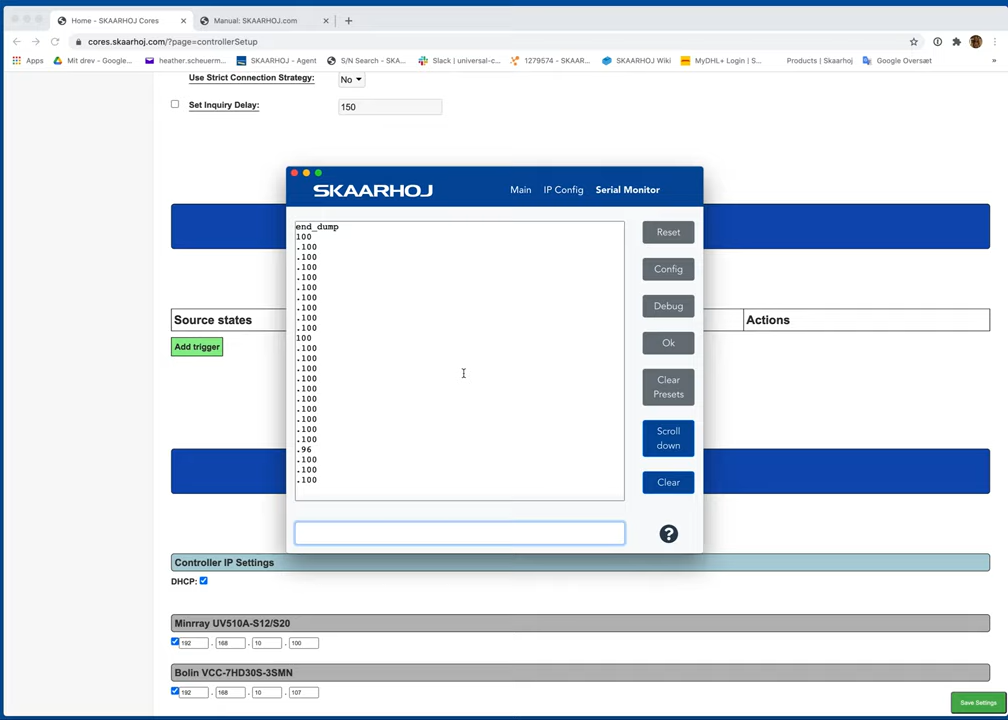 Home - SKAARHOJ Cores
Manual: SKAARHOJ.com
cores.skaarhoj.com/?page=controllerSetup
Apps
Mit drev - Google...
heather.scheuerm...
SKAARHOJ - Agent
S/N Search - SKA...
Slack | universal-c...
1279574 - SKAAR...
SKAARHOJ Wiki
MyDHL+ Login | S...
Products | Skaarhoj
Google Oversæt
»
Use Strict Connection Strategy:
No
Set Inquiry Delay:
150
SKAARHOJ
Main
IP Config
Serial Monitor
end_dump
100
.100
.100
.100
.100
.100
.100
.100
.100
.100
100
.100
.100
.100
.100
.100
.100
.100
.100
.100
.100
.96
.100
.100
.100
Reset
Config
Debug
Ok
Clear
Presets
Scroll
down
Clear
?
Source states
Actions
Add trigger
Controller IP Settings
DHCP:
Minrray UV510A-S12/S20
192 . 168 . 10 . 100
Bolin VCC-7HD30S-3SMN
192 . 168 . 10 . 107
Save Settings